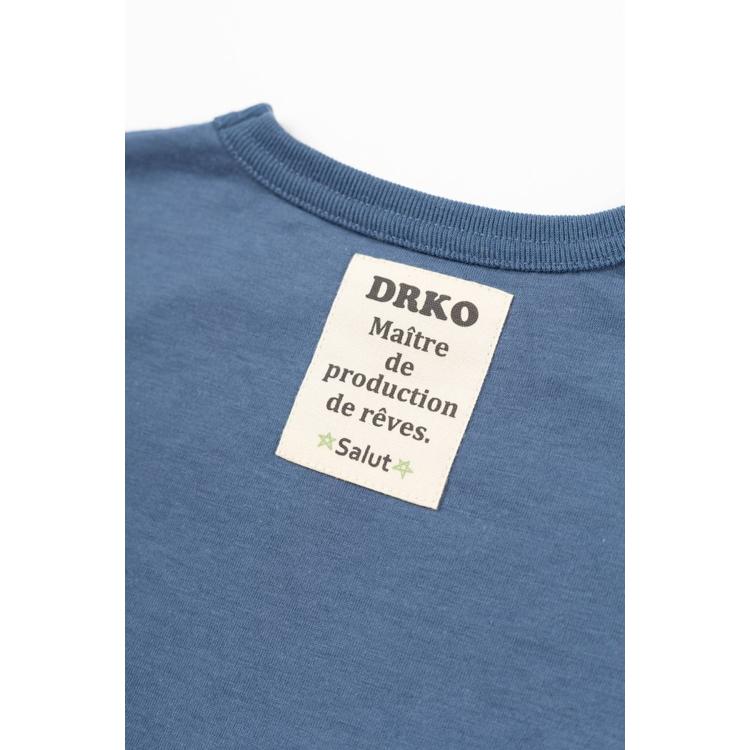 DRKO
Maître
de
production
de rêves.
☆Salut☆